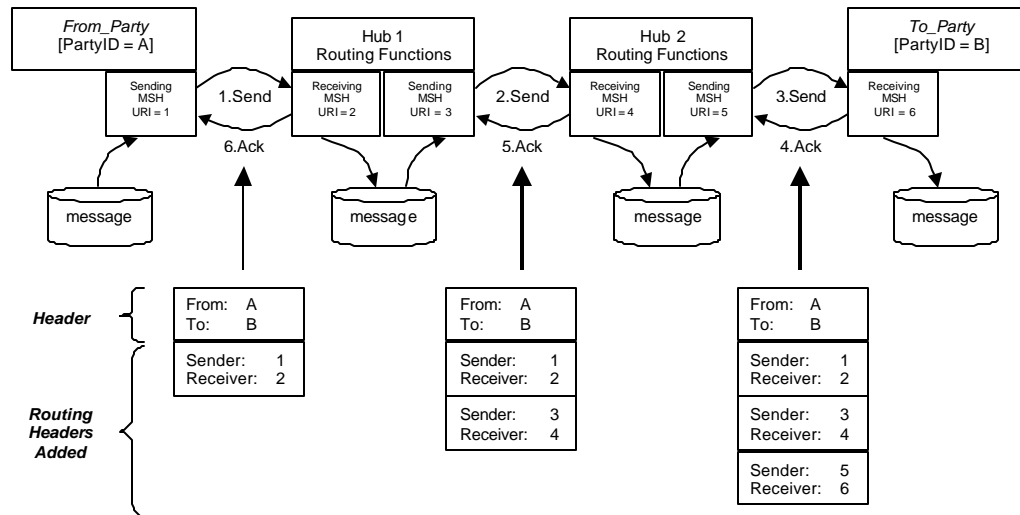 From_Party
[PartyID = A]
Hub 1
Routing Functions
Hub 2
Routing Functions
To_Party
[PartyID = B]
Sending
MSH
URI = 1
1.Send
6.Ack
Receiving
MSH
URI = 2
Sending
MSH
URI = 3
2.Send
5.Ack
Receiving
MSH
URI = 4
Sending
MSH
URI = 5
3.Send
4.Ack
Receiving
MSH
URI = 6
message
message
message
message
Header
From: A
To: B
From: A
To: B
From: A
To: B
Routing
Headers
Added
Sender: 1
Receiver: 2
Sender: 1
Receiver: 2
Sender: 3
Receiver: 4
Sender: 1
Receiver: 2
Sender: 3
Receiver: 4
Sender: 5
Receiver: 6